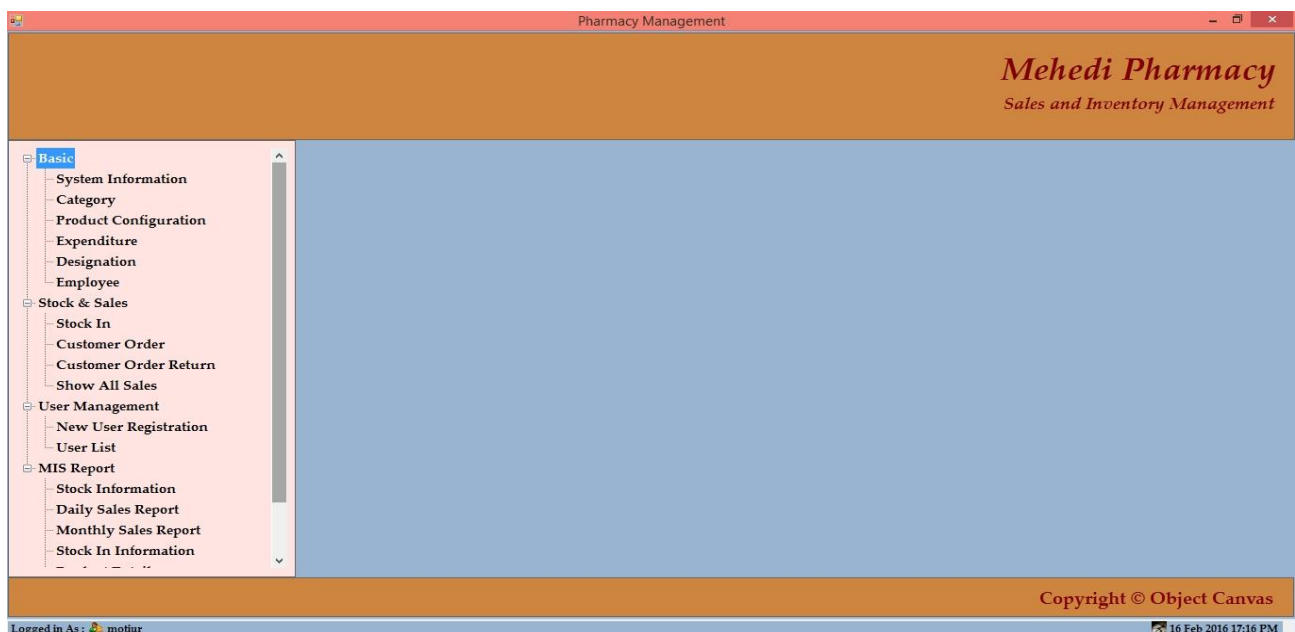 Pharmacy Management
Mehedi Pharmacy
Sales and Inventory Management
Basic
System Information
Category
Product Configuration
Expenditure
Designation
Employee
Stock & Sales
Stock In
Customer Order
Customer Order Return
Show All Sales
User Management
New User Registration
User List
MIS Report
Stock Information
Daily Sales Report
Monthly Sales Report
Stock In Information
Copyright © Object Canvas
Logged in As : motiur
16 Feb 2016 17:16 PM